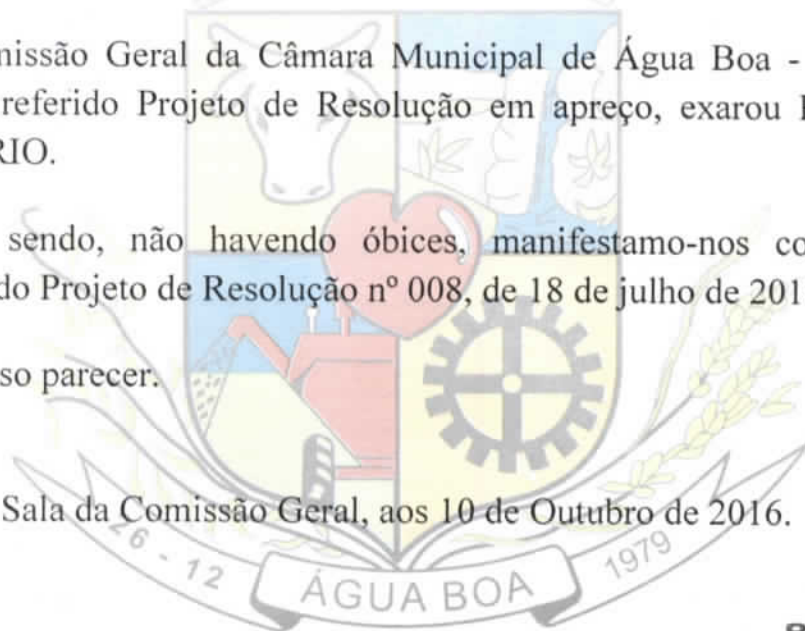 missão Geral da Câmara Municipal de Água Boa -
referido Projeto de Resolução em apreço, exarou
RIO.
sendo, não havendo óbices, manifestamo-nos co
do Projeto de Resolução nº 008, de 18 de julho de 201
so parecer.
Sala da Comissão Geral, aos 10 de Outubro de 2016.
26 - 12
ÁGUA BOA
1979